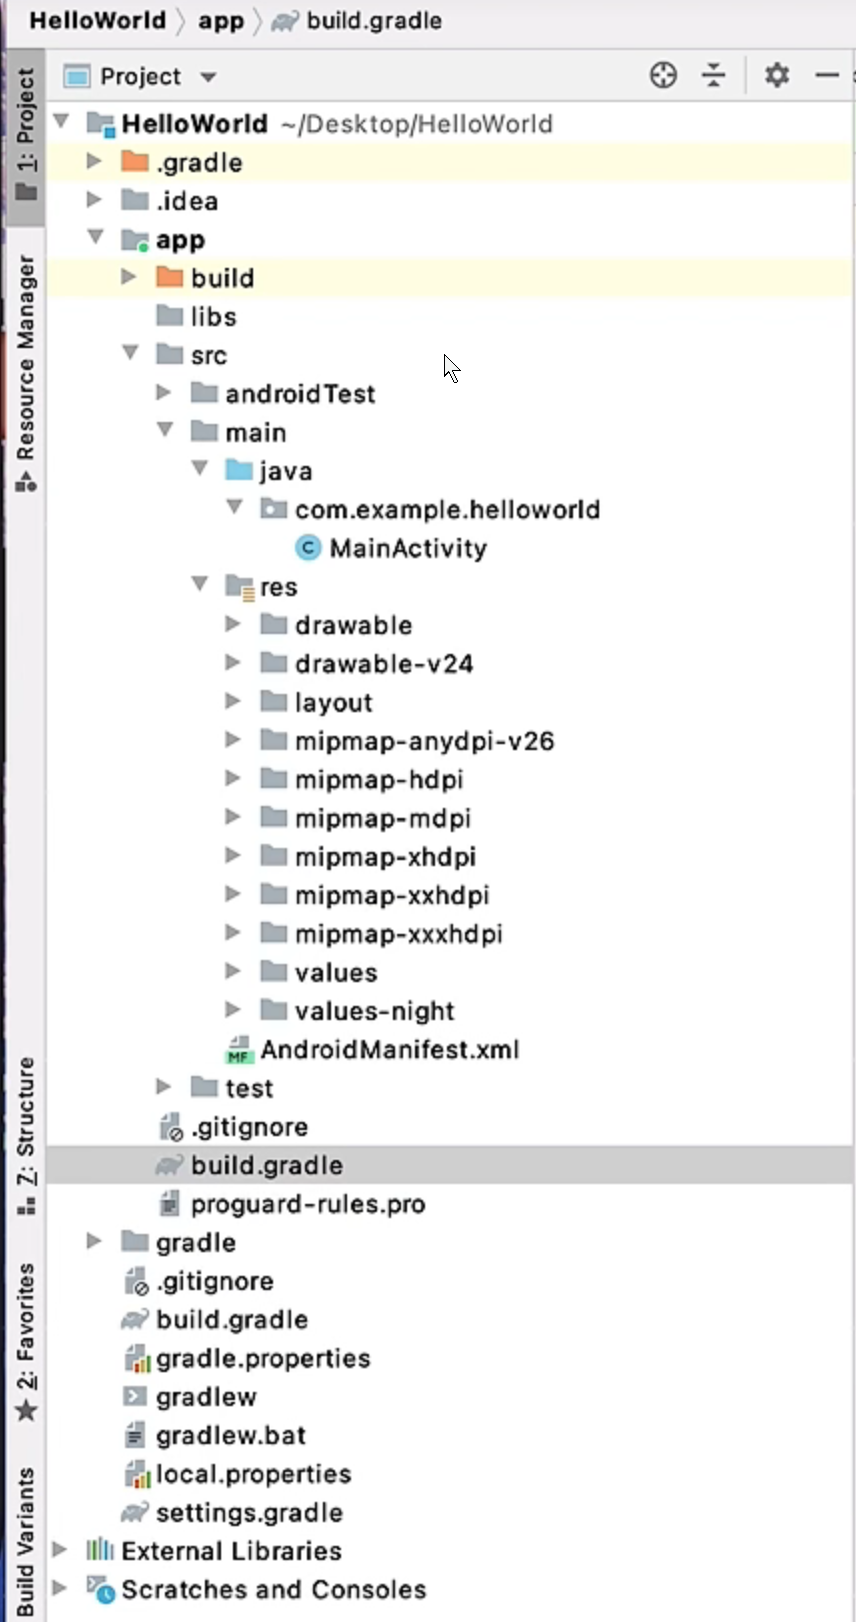 HelloWorld app build.gradle
Project
HelloWorld ~/Desktop/HelloWorld
.gradle
.idea
app
build
libs
src
androidTest
main
java
com.example.helloworld
C MainActivity
res
drawable
drawable-v24
layout
mipmap-anydpi-v26
mipmap-hdpi
mipmap-mdpi
mipmap-xhdpi
mipmap-xxhdpi
mipmap-xxxhdpi
values
values-night
MF AndroidManifest.xml
test
.gitignore
build.gradle
proguard-rules.pro
gradle
.gitignore
build.gradle
gradle.properties
gradlew
gradlew.bat
local.properties
settings.gradle
External Libraries
Scratches and Consoles
1: Project
Resource Manager
7: Structure
2: Favorites
Build Variants